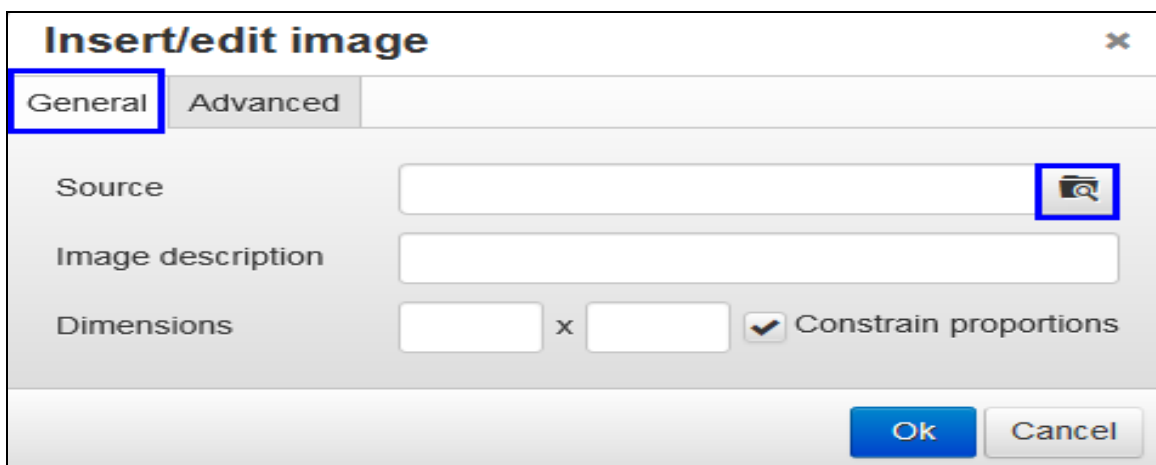 Insert/edit image
General Advanced
Source
Image description
Dimensions x Constrain proportions
Ok Cancel